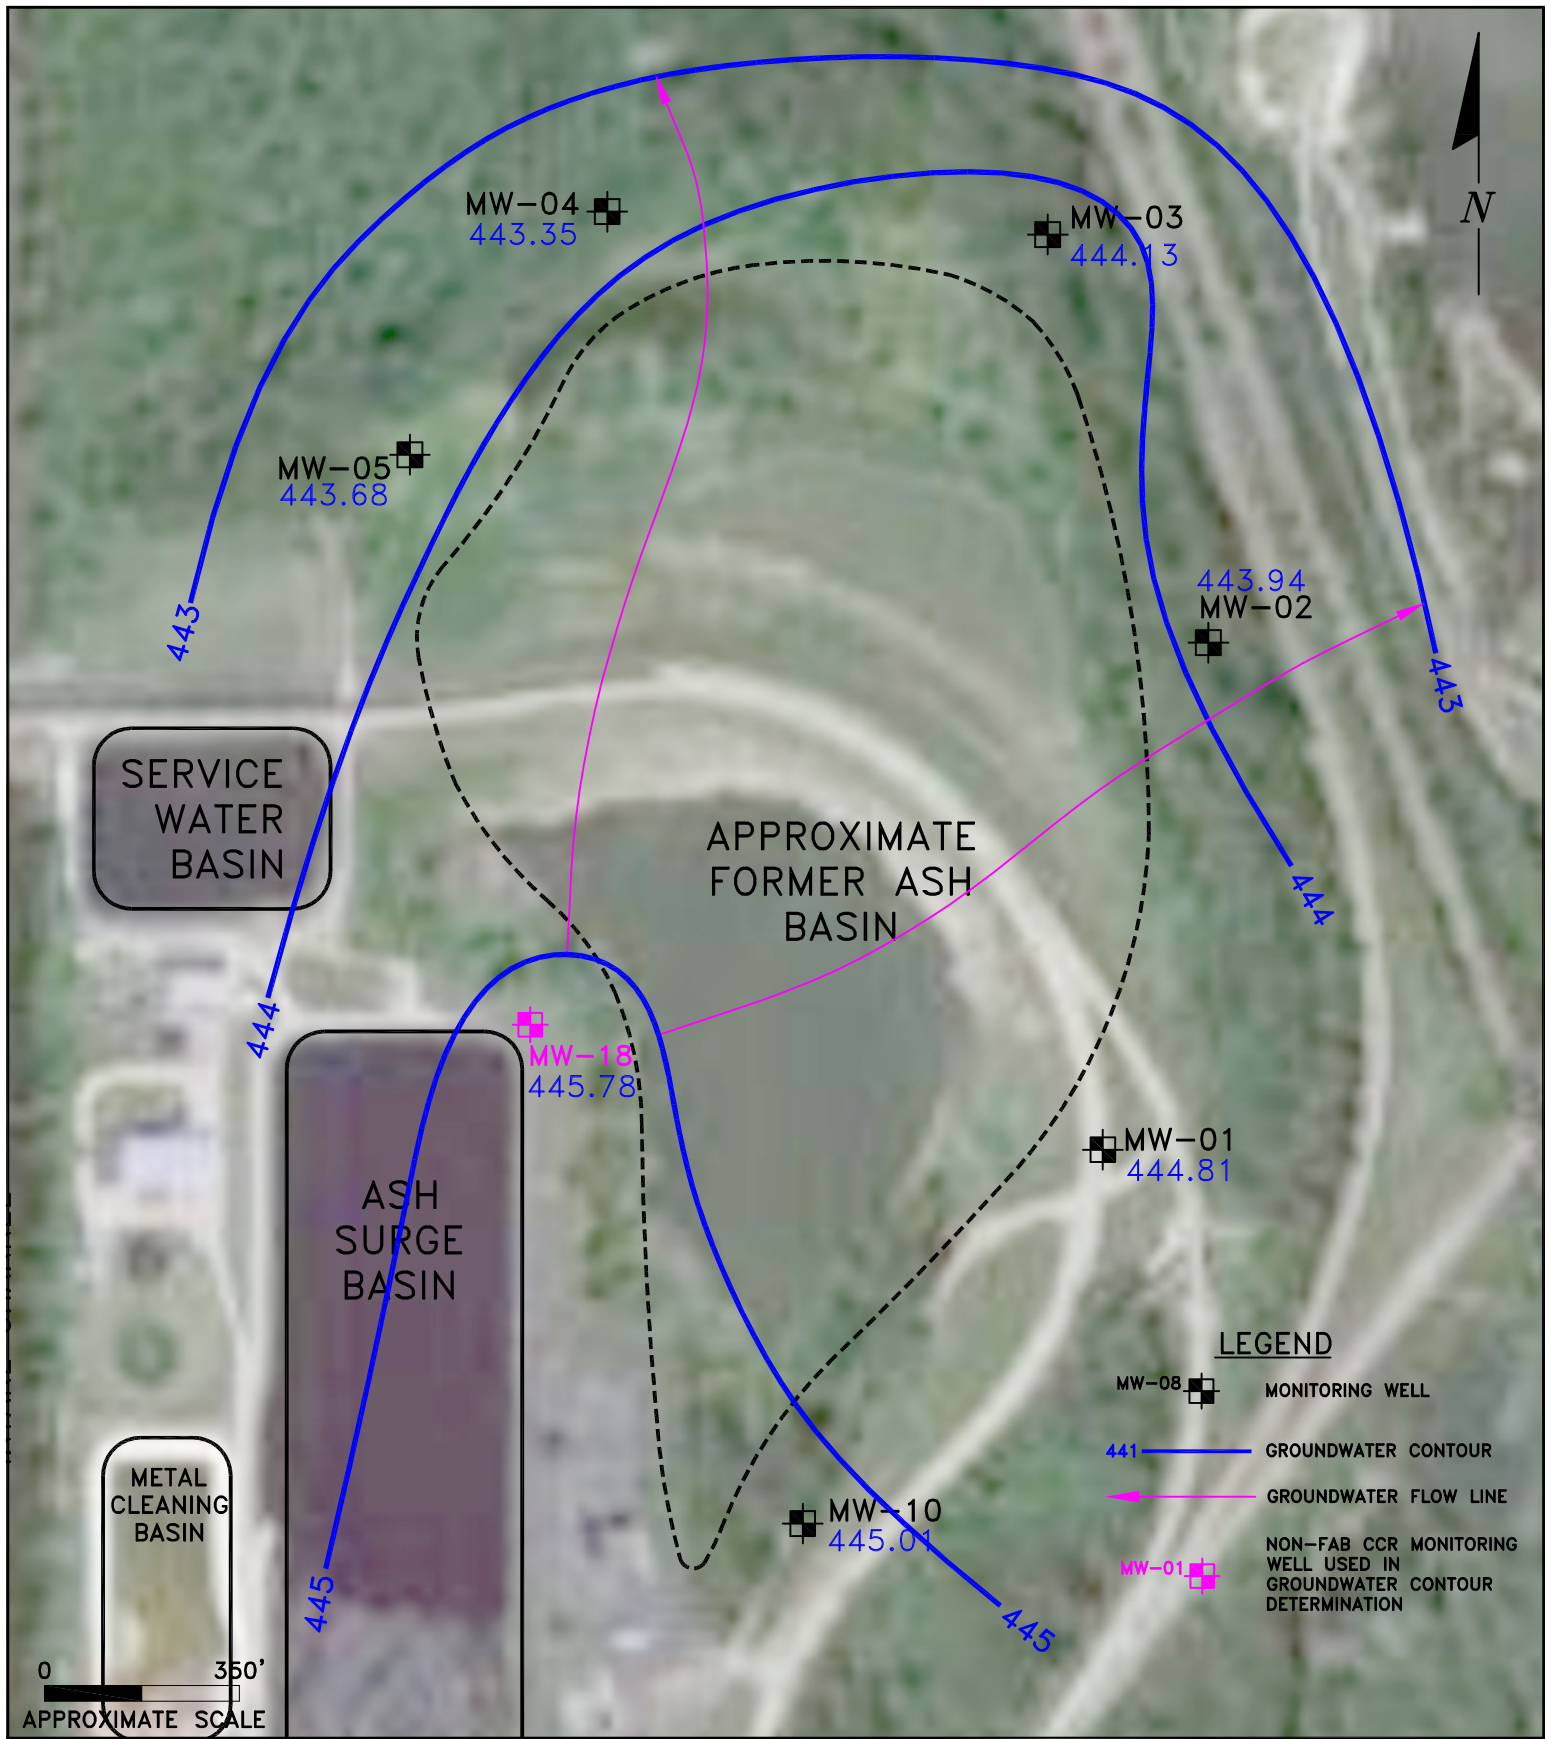 N
MW-04
443.35
MW-03
444.13
MW-05
443.68
443.94
MW-02
443
443
SERVICE
WATER
BASIN
APPROXIMATE
FORMER ASH
BASIN
444
444
MW-18
445.78
MW-01
444.81
ASH
SURGE
BASIN
LEGEND
MW-08
MONITORING WELL
441
GROUNDWATER CONTOUR
GROUNDWATER FLOW LINE
MW-01
NON-FAB CCR MONITORING
WELL USED IN
GROUNDWATER CONTOUR
DETERMINATION
METAL
CLEANING
BASIN
MW-10
445.01
445
445
0 350'
APPROXIMATE SCALE